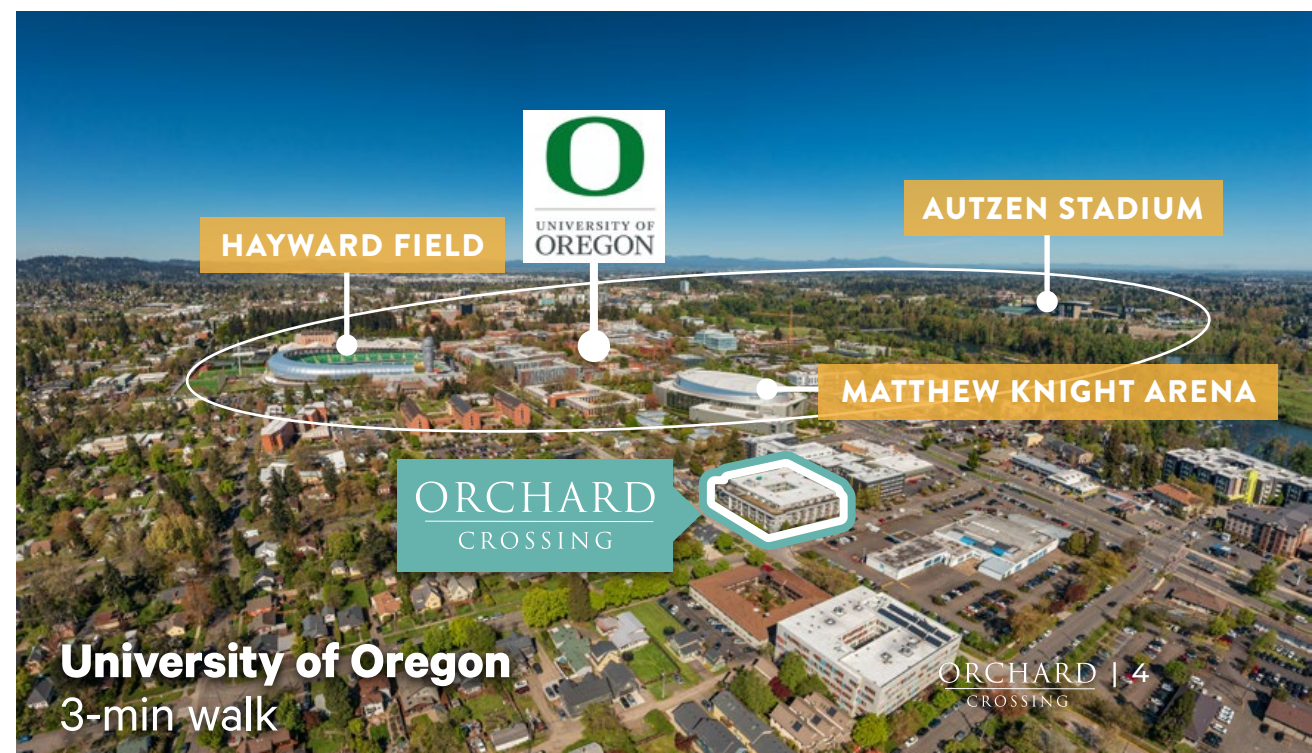 O
UNIVERSITY OF
OREGON
AUTZEN STADIUM
HAYWARD FIELD
MATTHEW KNIGHT ARENA
ORCHARD
CROSSING
University of Oregon
3-min walk
ORCHARD | 4
CROSSING